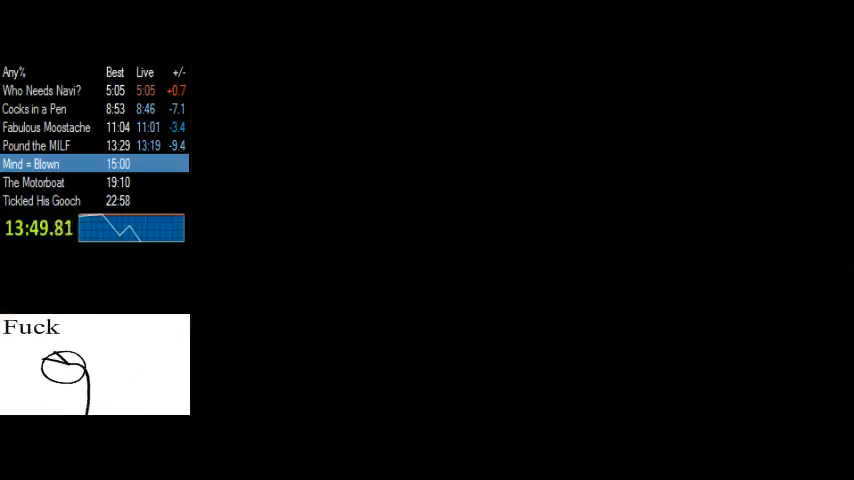 Any% Best Live +/-
Who Needs Navi? 5:05 5:05 +0.7
Cocks in a Pen 8:53 8:46 -7.1
Fabulous Moostache 11:04 11:01 -3.4
Pound the MILF 13:29 13:19 -9.4
Mind = Blown 15:00
The Motorboat 19:10
Tickled His Gooch 22:58
13:49.81
Fuck